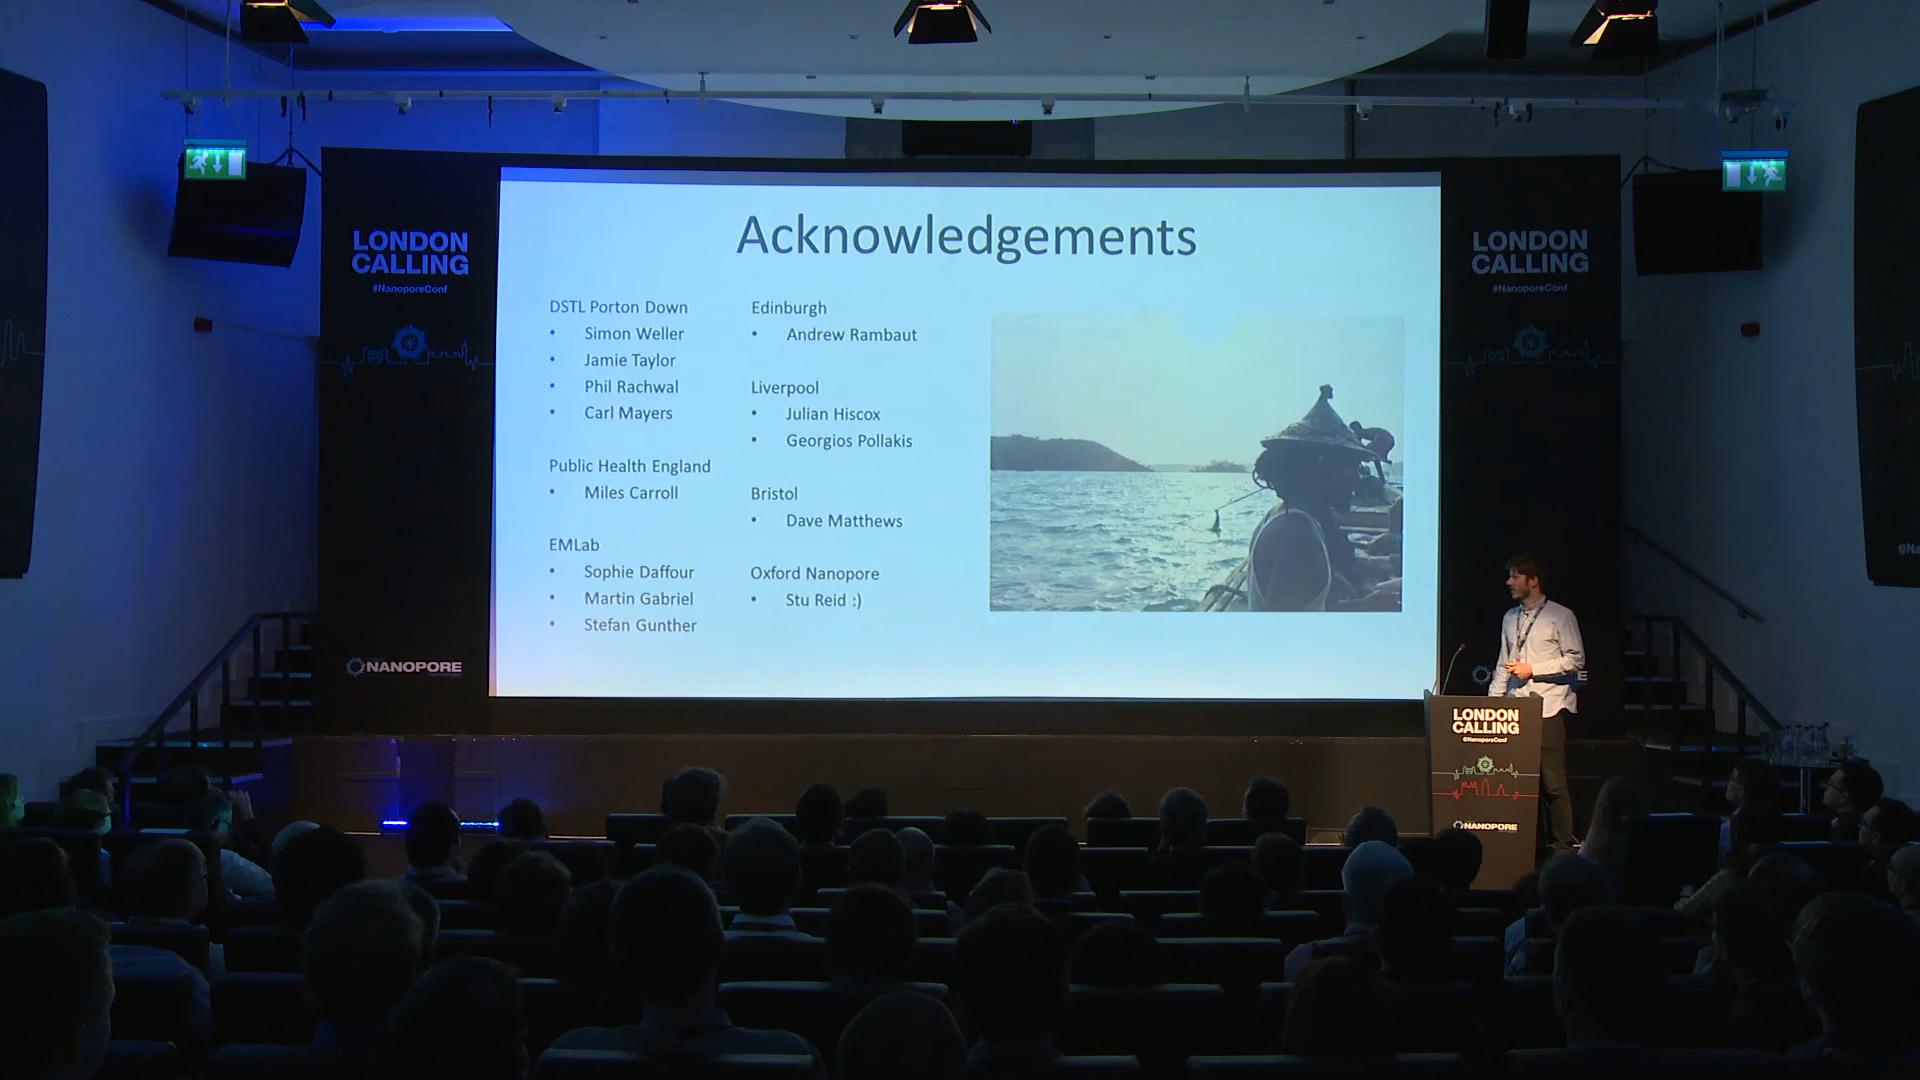 Acknowledgements
DSTL Porton Down
• Simon Weller
• Jamie Taylor
• Phil Rachwal
• Carl Mayers
Public Health England
• Miles Carroll
EMLab
• Sophie Daffour
• Martin Gabriel
• Stefan Gunther
Edinburgh
• Andrew Rambaut
Liverpool
• Julian Hiscox
• Georgios Pollakis
Bristol
• Dave Matthews
Oxford Nanopore
• Stu Reid :)
LONDON
CALLING
#NanoporeConf
NANOPORE
LONDON
CALLING
#NanoporeConf
E
LONDON
CALLING
@NanoporeConf
NANOPORE
@Na